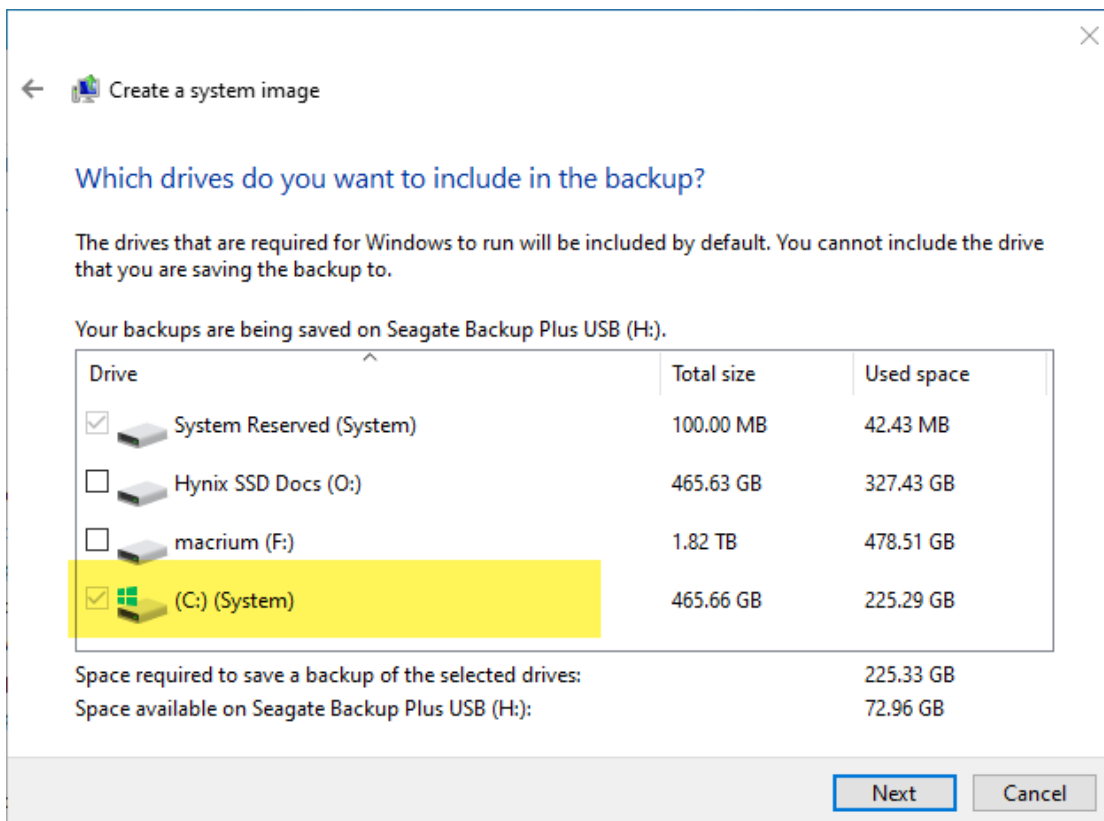 Create a system image
Which drives do you want to include in the backup?
The drives that are required for Windows to run will be included by default. You cannot include the drive
that you are saving the backup to.
Your backups are being saved on Seagate Backup Plus USB (H:).
Drive Total size Used space
System Reserved (System) 100.00 MB 42.43 MB
Hynix SSD Docs (O:) 465.63 GB 327.43 GB
macrium (F:) 1.82 TB 478.51 GB
(C:) (System) 465.66 GB 225.29 GB
Space required to save a backup of the selected drives: 225.33 GB
Space available on Seagate Backup Plus USB (H:): 72.96 GB
Next Cancel